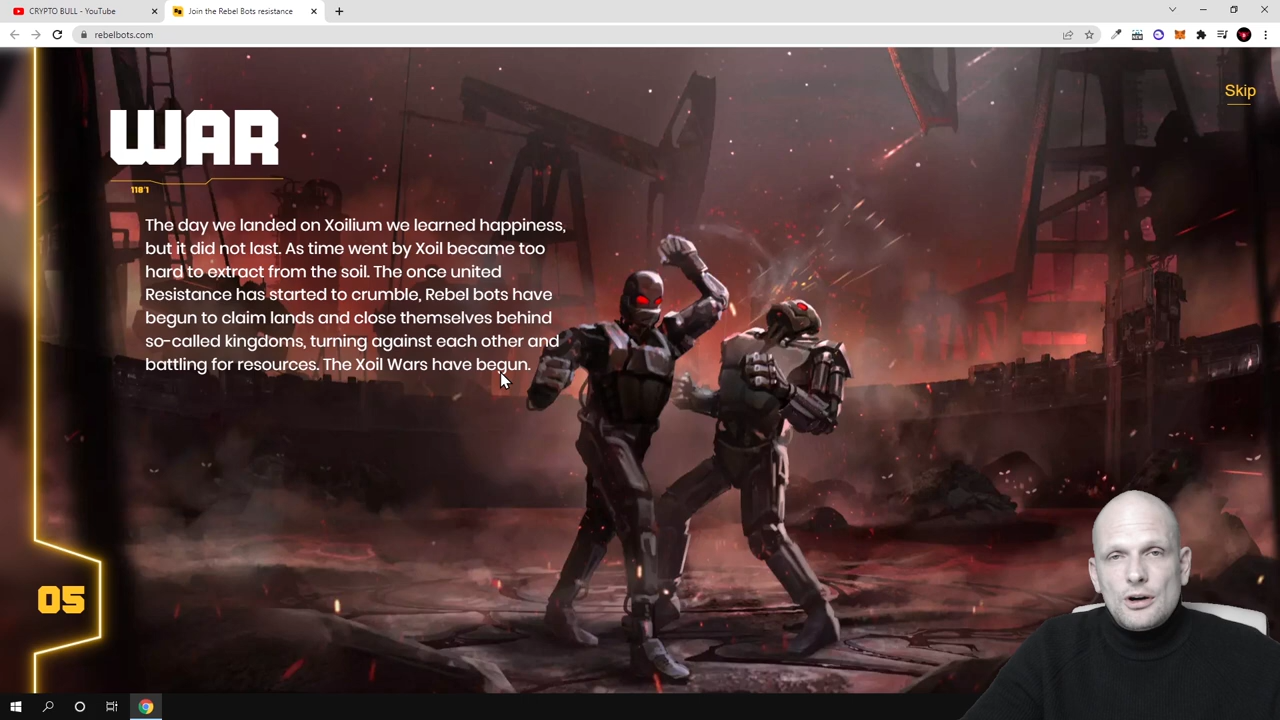 CRYPTO BULL - YouTube
Join the Rebel Bots resistance
rebelbots.com
Skip
WAR
The day we landed on Xoilium we learned happiness,
but it did not last. As time went by Xoil became too
hard to extract from the soil. The once united
Resistance has started to crumble, Rebel bots have
begun to claim lands and close themselves behind
so-called kingdoms, turning against each other and
battling for resources. The Xoil Wars have begun.
05